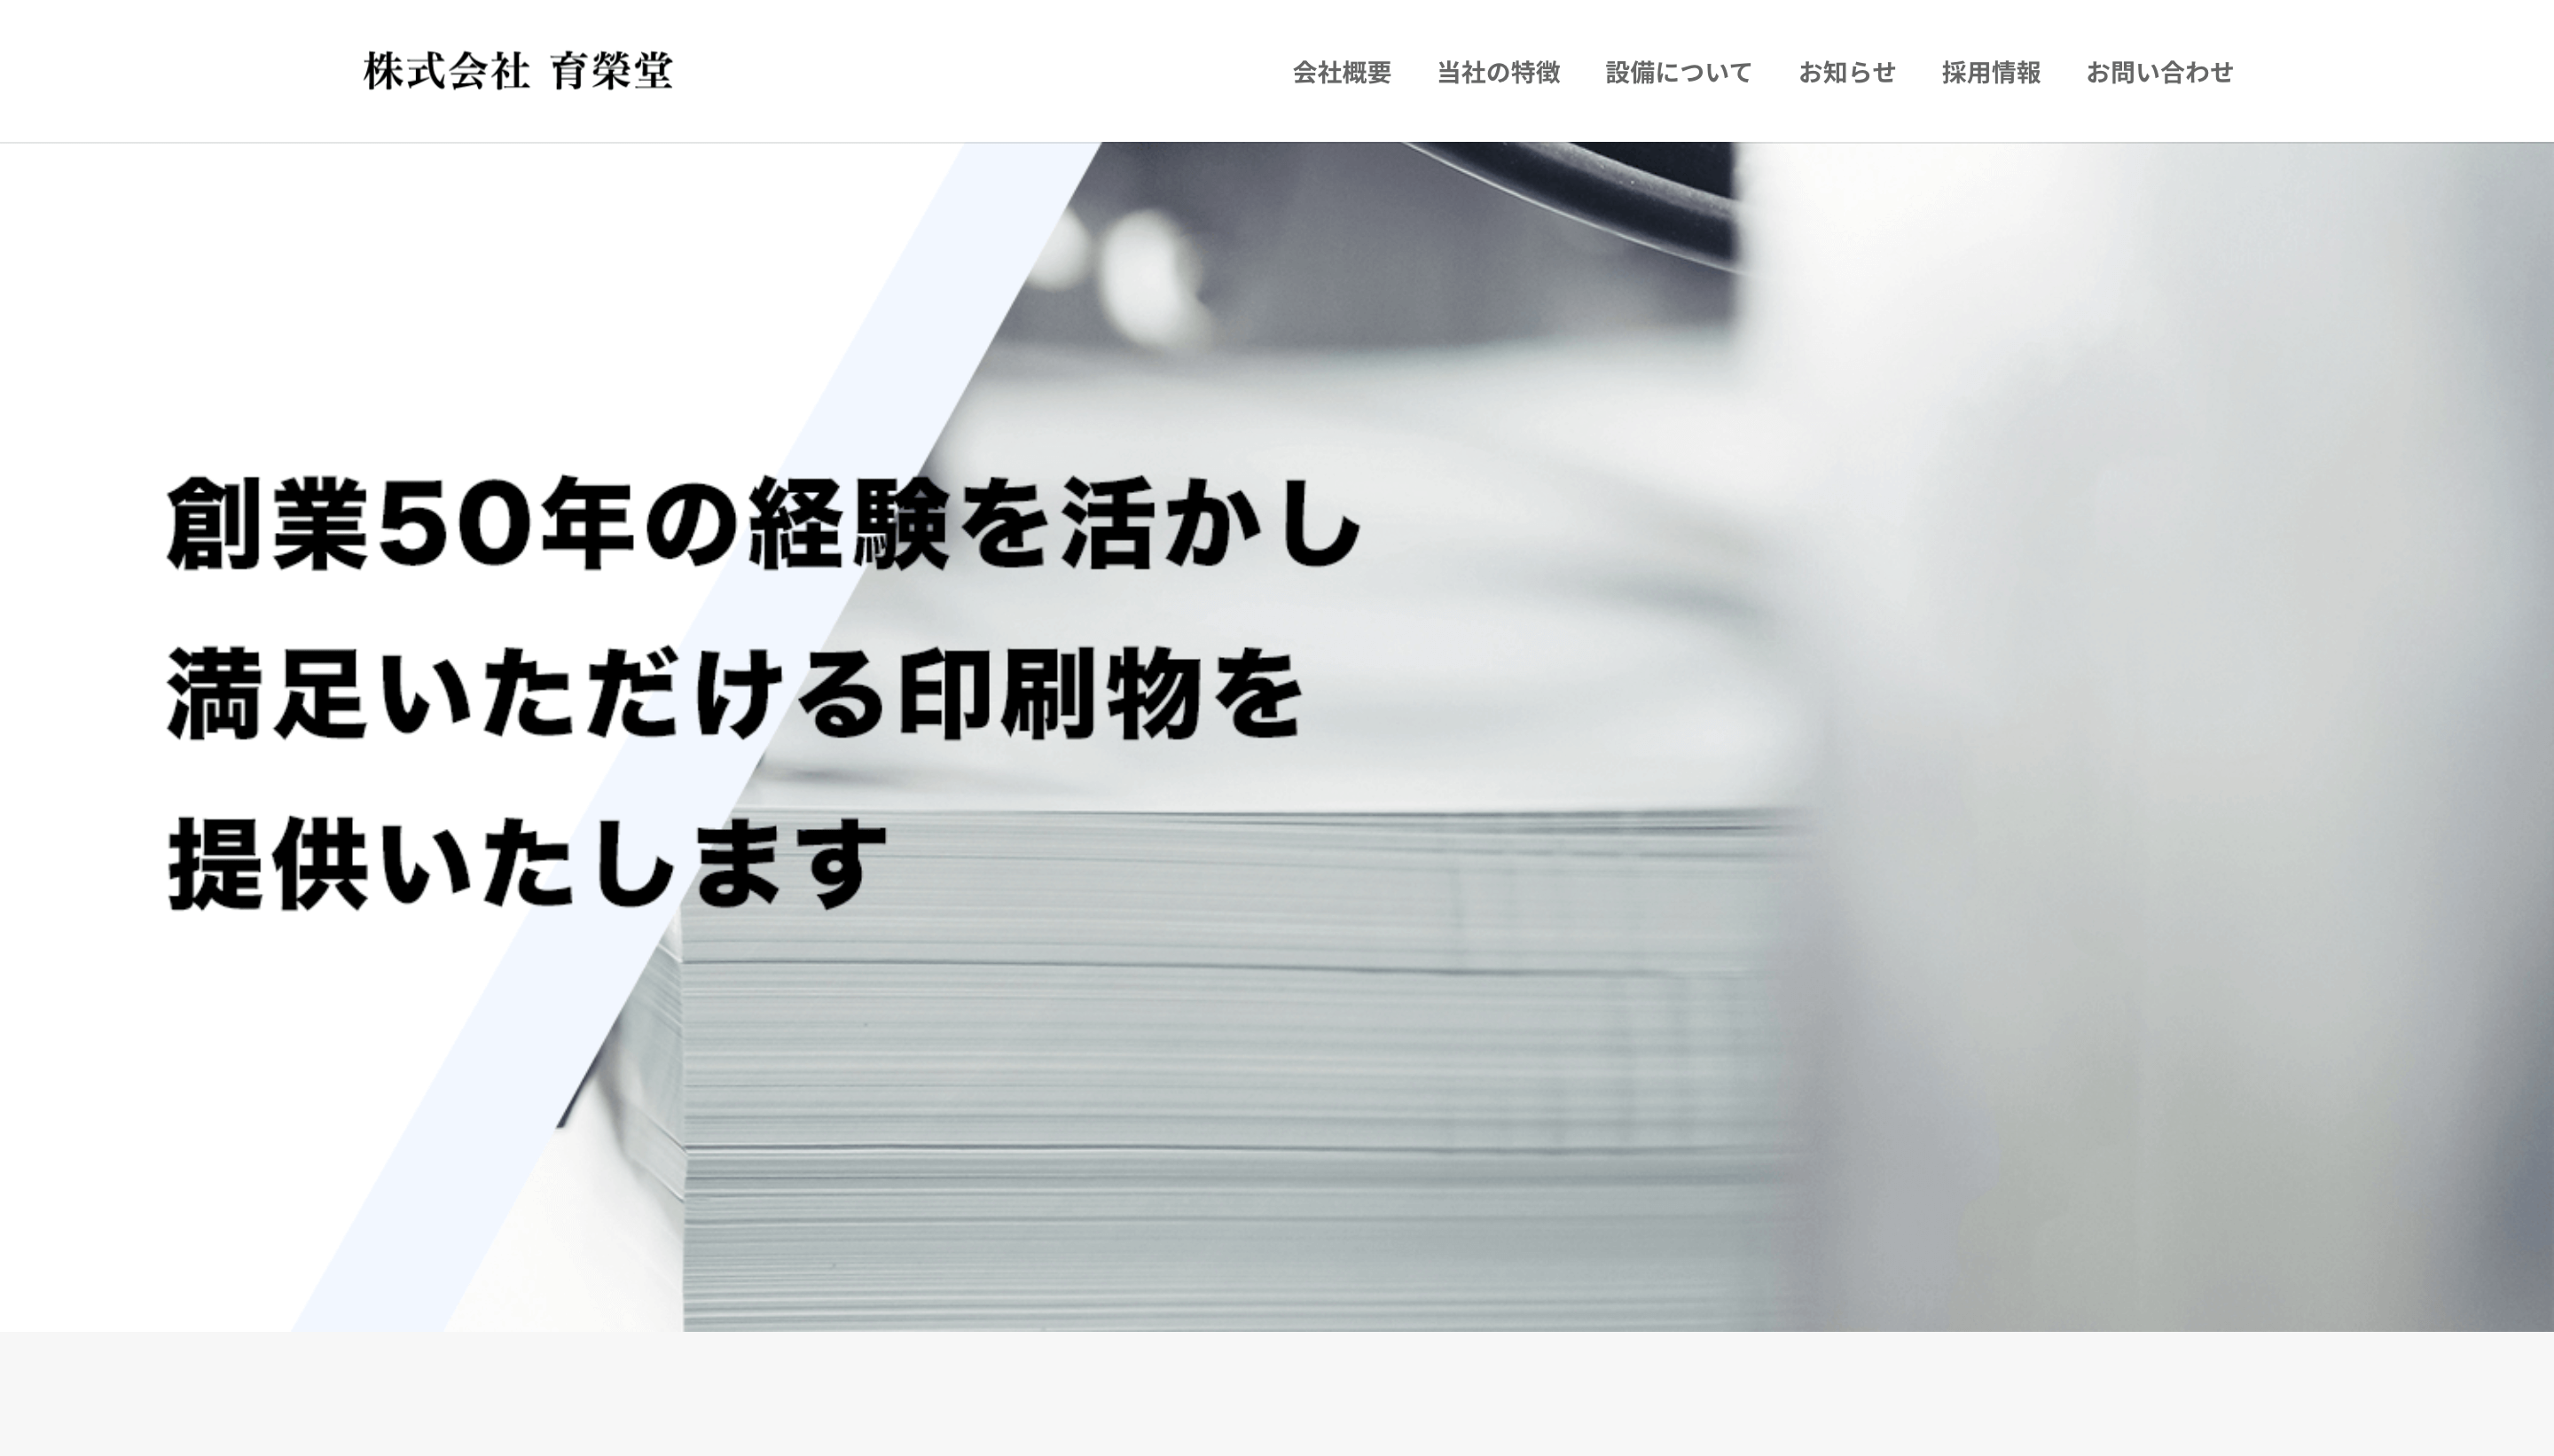 株式会社 育榮堂
会社概要 当社の特徴 設備について お知らせ 採用情報 お問い合わせ
創業50年の経験を活かし
満足いただける印刷物を
提供いたします